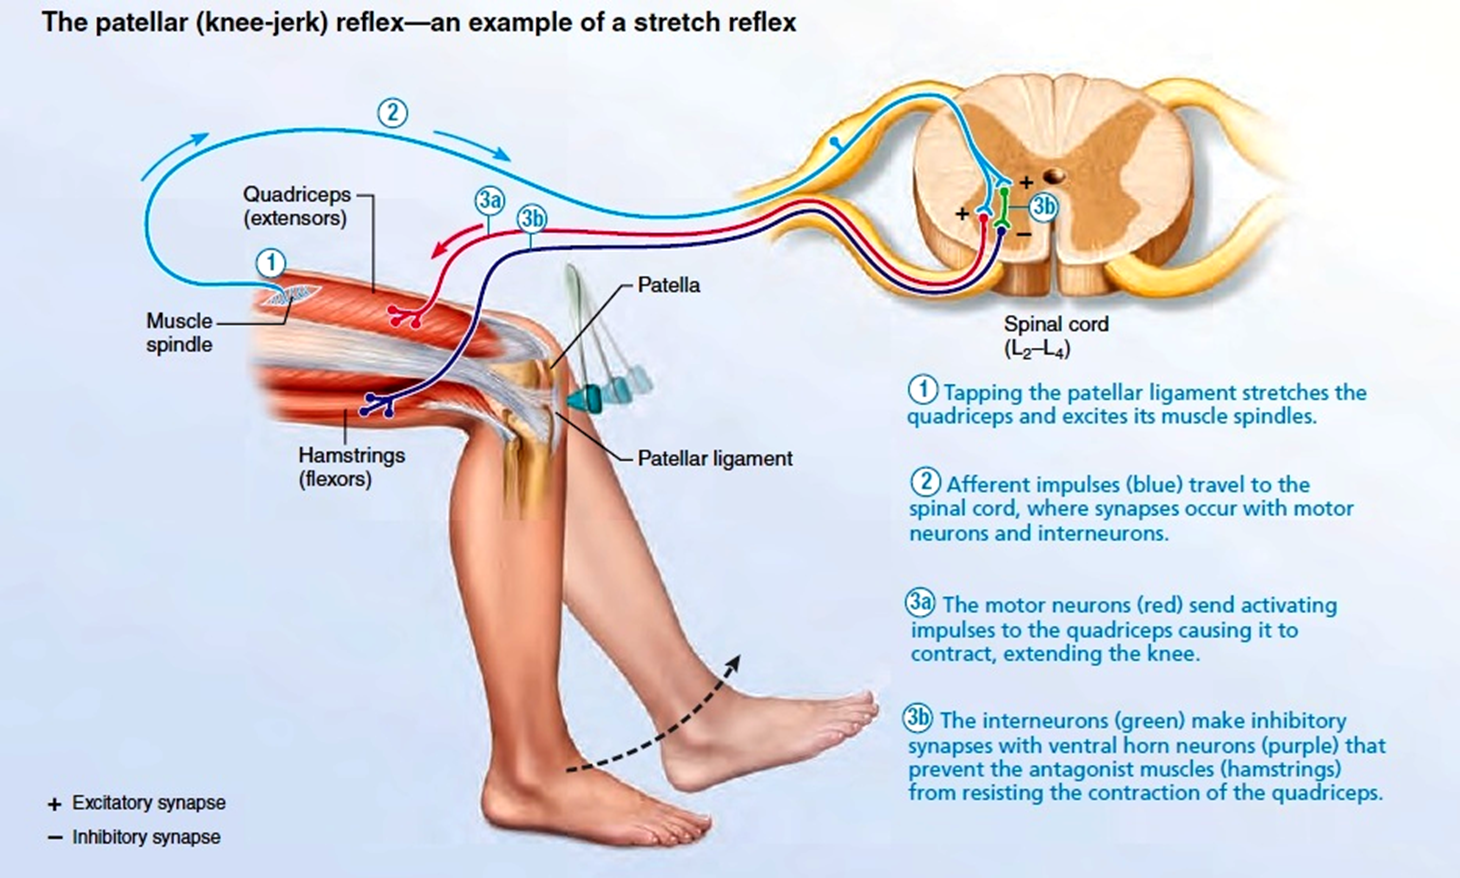 The patellar (knee-jerk) reflex—an example of a stretch reflex
2
Quadriceps
(extensors)
3a
3b
1
Muscle
spindle
Patella
+
+
3b
−
Spinal cord
(L₂–L₄)
Hamstrings
(flexors)
Patellar ligament
1 Tapping the patellar ligament stretches the
quadriceps and excites its muscle spindles.
2 Afferent impulses (blue) travel to the
spinal cord, where synapses occur with motor
neurons and interneurons.
3a The motor neurons (red) send activating
impulses to the quadriceps causing it to
contract, extending the knee.
3b The interneurons (green) make inhibitory
synapses with ventral horn neurons (purple) that
prevent the antagonist muscles (hamstrings)
from resisting the contraction of the quadriceps.
+ Excitatory synapse
− Inhibitory synapse